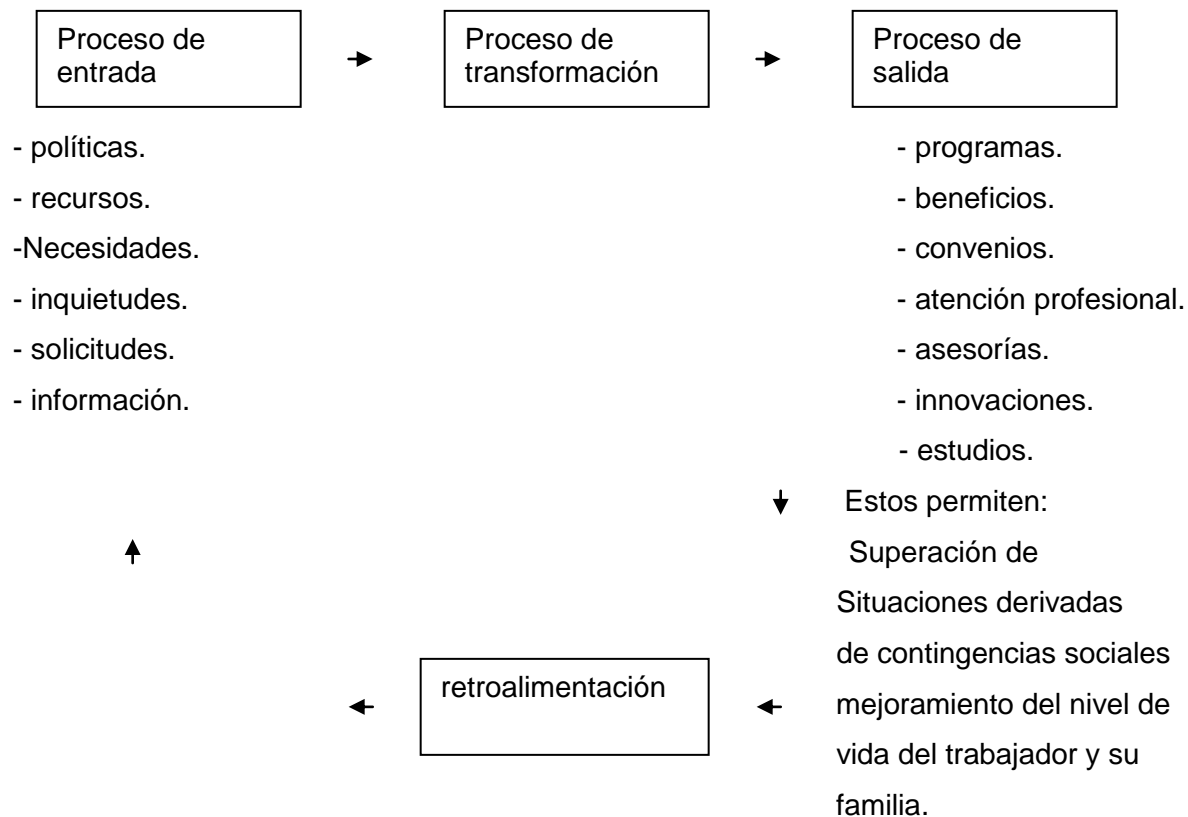 Proceso de
entrada
Proceso de
transformación
Proceso de
salida
- políticas.
- recursos.
-Necesidades.
- inquietudes.
- solicitudes.
- información.
- programas.
- beneficios.
- convenios.
- atención profesional.
- asesorías.
- innovaciones.
- estudios.
Estos permiten:
Superación de
Situaciones derivadas
de contingencias sociales
mejoramiento del nivel de
vida del trabajador y su
familia.
retroalimentación